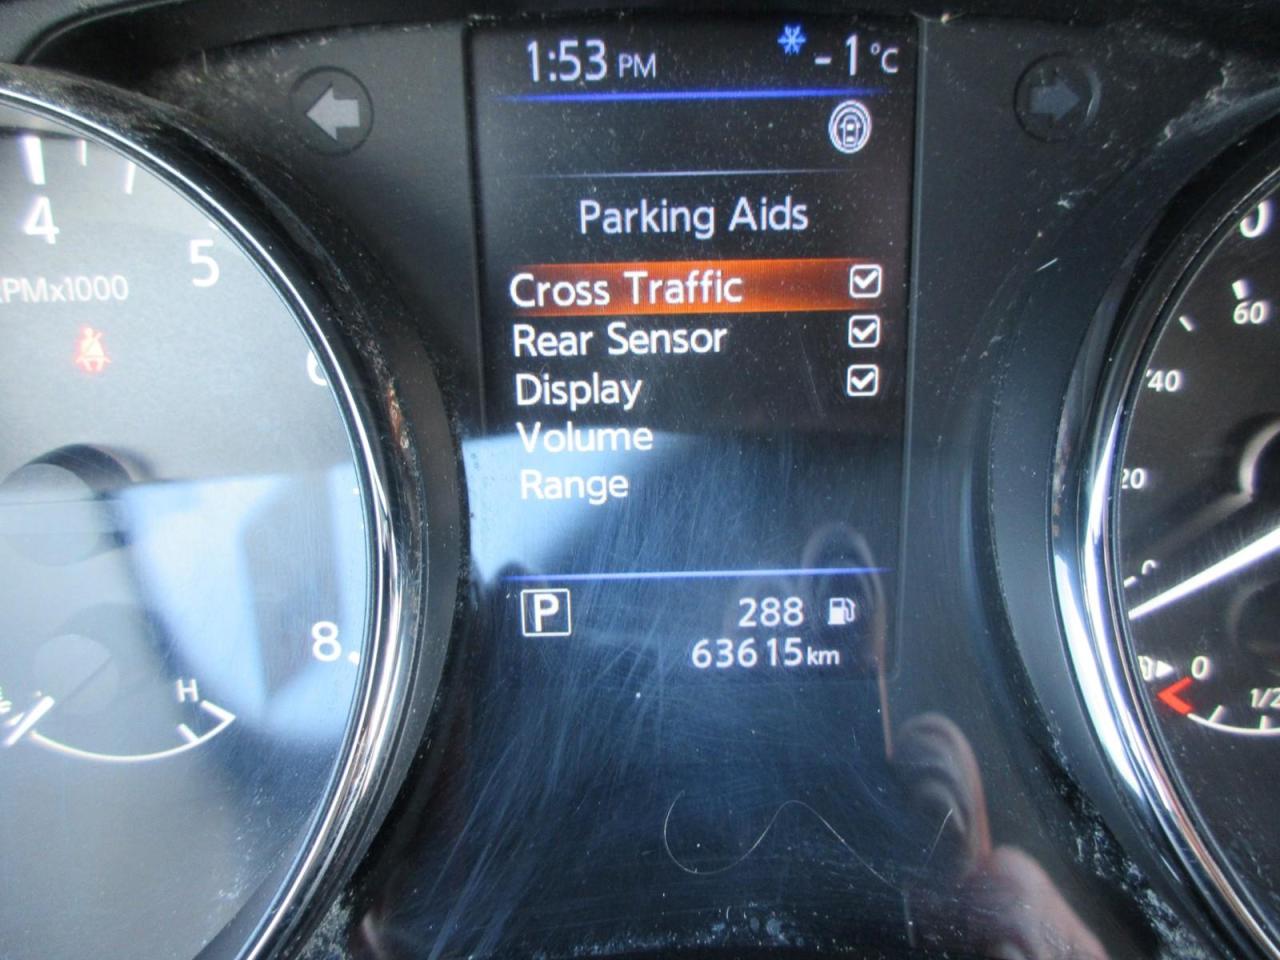 1:53 PM -1°C
Parking Aids
Cross Traffic
Rear Sensor
Display
Volume
Range
P 288
63615km
4
5
RPMx1000
8
H
60
40
20
0
0
1/2